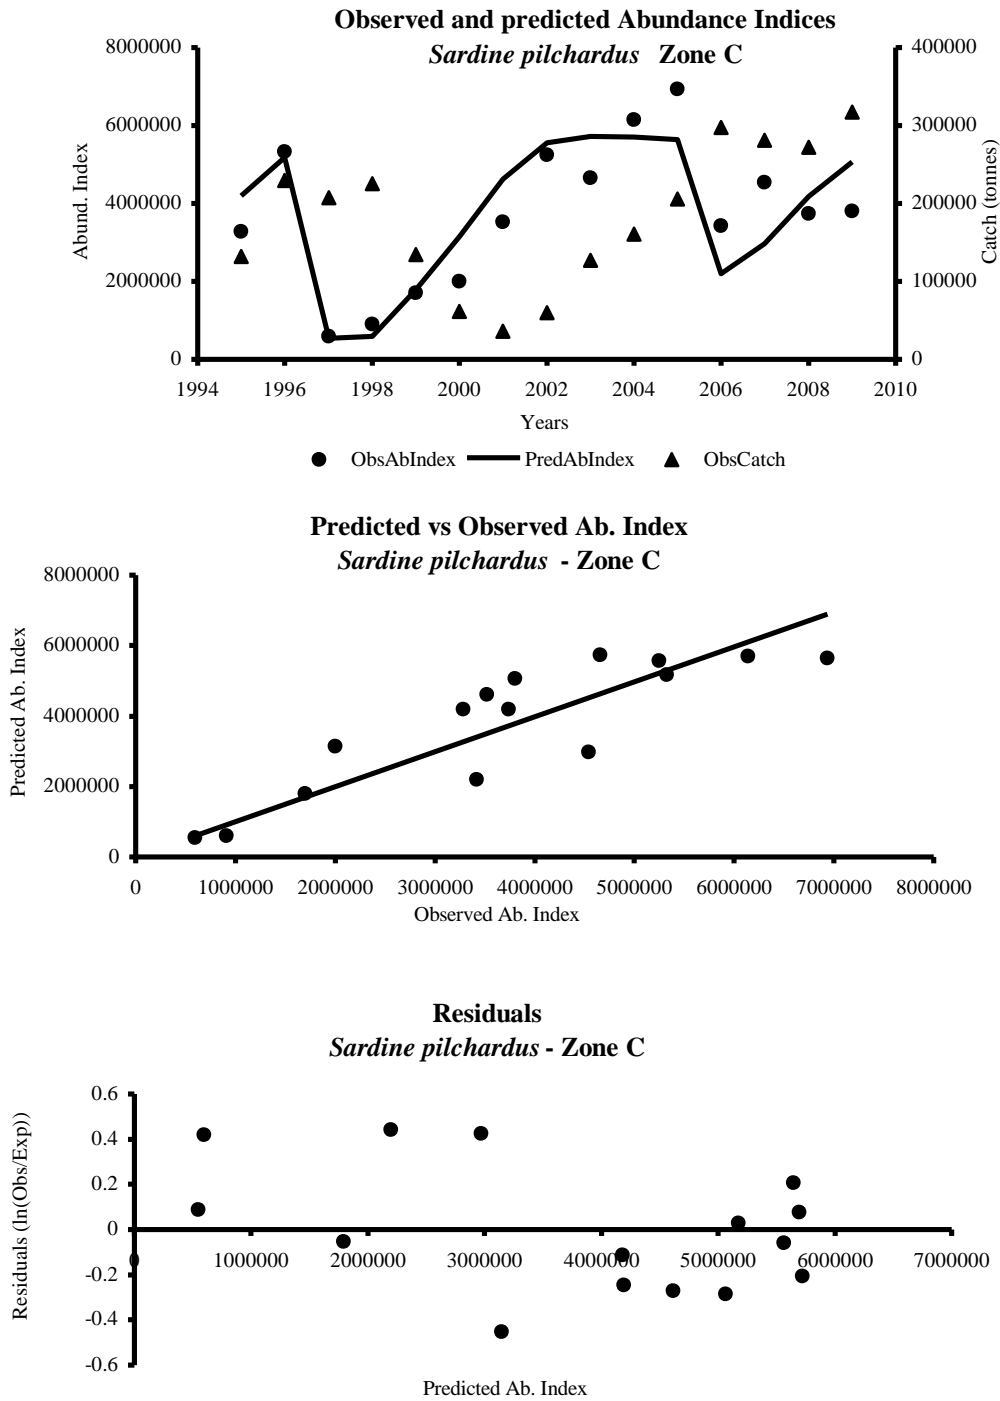 Observed and predicted Abundance Indices
Sardine pilchardus Zone C
8000000
6000000
4000000
2000000
0
Abund. Index
400000
300000
200000
100000
0
Catch (tonnes)
1994 1996 1998 2000 2002 2004 2006 2008 2010
Years
ObsAbIndex PredAbIndex ObsCatch
Predicted vs Observed Ab. Index
Sardine pilchardus - Zone C
8000000
6000000
4000000
2000000
0
Predicted Ab. Index
0 1000000 2000000 3000000 4000000 5000000 6000000 7000000 8000000
Observed Ab. Index
Residuals
Sardine pilchardus - Zone C
0.6
0.4
0.2
0
-0.2
-0.4
-0.6
Residuals (ln(Obs/Exp))
0 1000000 2000000 3000000 4000000 5000000 6000000 7000000
Predicted Ab. Index